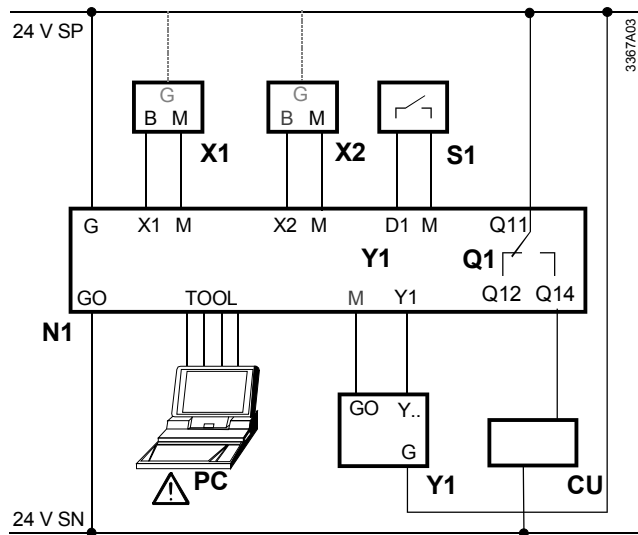 24 V SP
3367A03
G
G
B M
B M
X1
X2
S1
G X1 M X2 M D1 M Q11
Y1 Q1
Q12 Q14
GO TOOL M Y1
N1
GO Y..
G
PC
Y1
CU
24 V SN